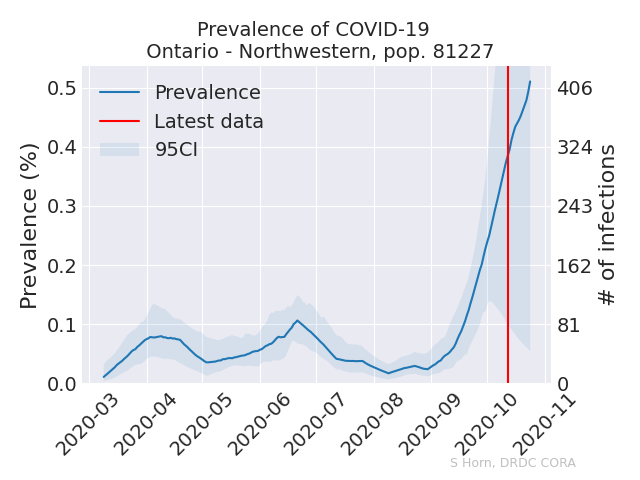 Prevalence of COVID-19
Ontario - Northwestern, pop. 81227
Prevalence
Latest data
95CI
Prevalence (%)
0.5
0.4
0.3
0.2
0.1
0.0
406
324
243
162
81
0
# of infections
2020-03
2020-04
2020-05
2020-06
2020-07
2020-08
2020-09
2020-10
2020-11
S Horn, DRDC CORA